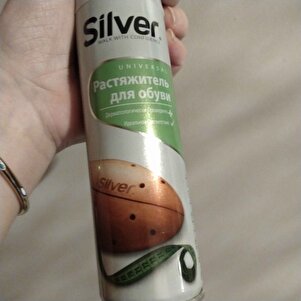 Silver
WALK WITH CONFIDENCE
UNIVERSAL
Растяжитель
для обуви
Silver